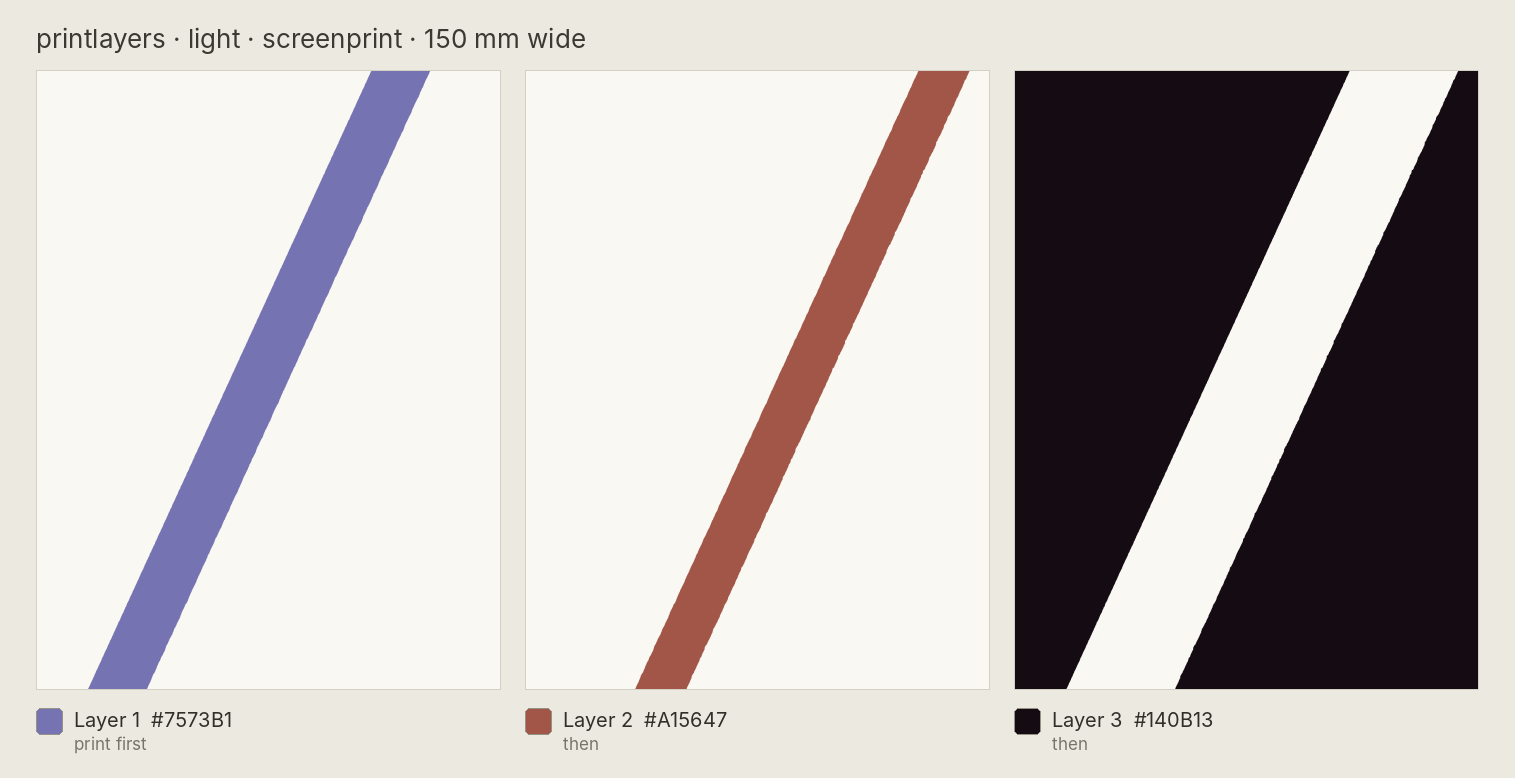 printlayers · light · screenprint · 150 mm wide
Layer 1 #7573B1
print first
Layer 2 #A15647
then
Layer 3 #140B13
then